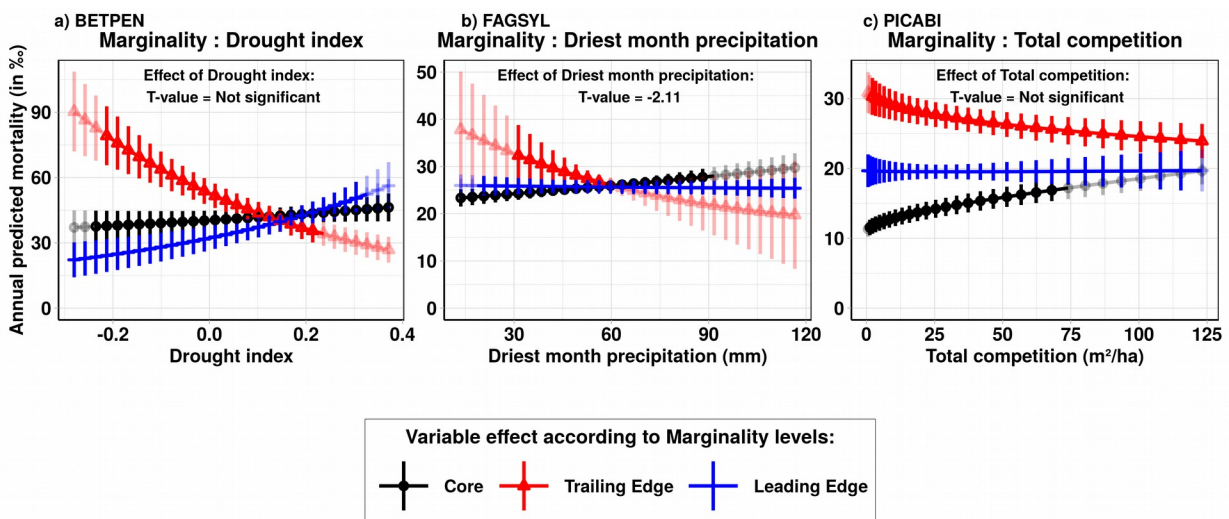 a) BETPEN
Marginality : Drought index
b) FAGSYL
Marginality : Driest month precipitation
c) PICABI
Marginality : Total competition
Annual predicted mortality (in ‰)
Effect of Drought index:
T-value = Not significant
90
60
30
0
-0.2 0.0 0.2 0.4
Drought index
Effect of Driest month precipitation:
T-value = -2.11
50
40
30
20
10
0
30 60 90 120
Driest month precipitation (mm)
Effect of Total competition:
T-value = Not significant
30
20
10
0
0 25 50 75 100 125
Total competition (m²/ha)
Variable effect according to Marginality levels:
Core Trailing Edge Leading Edge